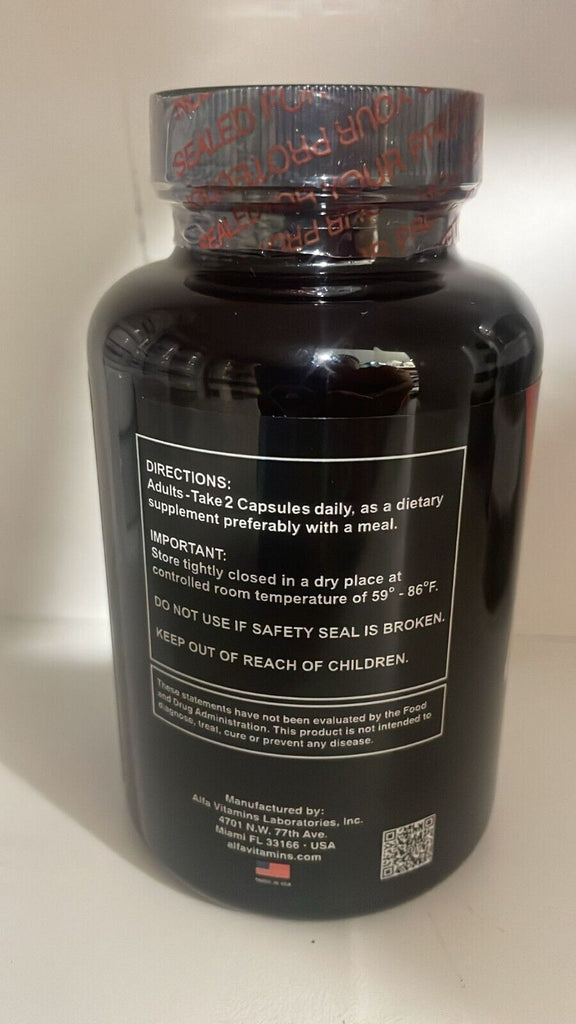 SEALED FOR
YOUR PROTECTION
DIRECTIONS:
Adults-Take 2 Capsules daily, as a dietary
supplement preferably with a meal.
IMPORTANT:
Store tightly closed in a dry place at
controlled room temperature of 59° - 86°F.
DO NOT USE IF SAFETY SEAL IS BROKEN.
KEEP OUT OF REACH OF CHILDREN.
These statements have not been evaluated by the Food
and Drug Administration. This product is not intended to
diagnose, treat, cure or prevent any disease.
Manufactured by:
Alfa Vitamins Laboratories, Inc.
4701 N.W. 77th Ave.
Miami FL 33166 · USA
alfavitamins.com
MADE IN USA